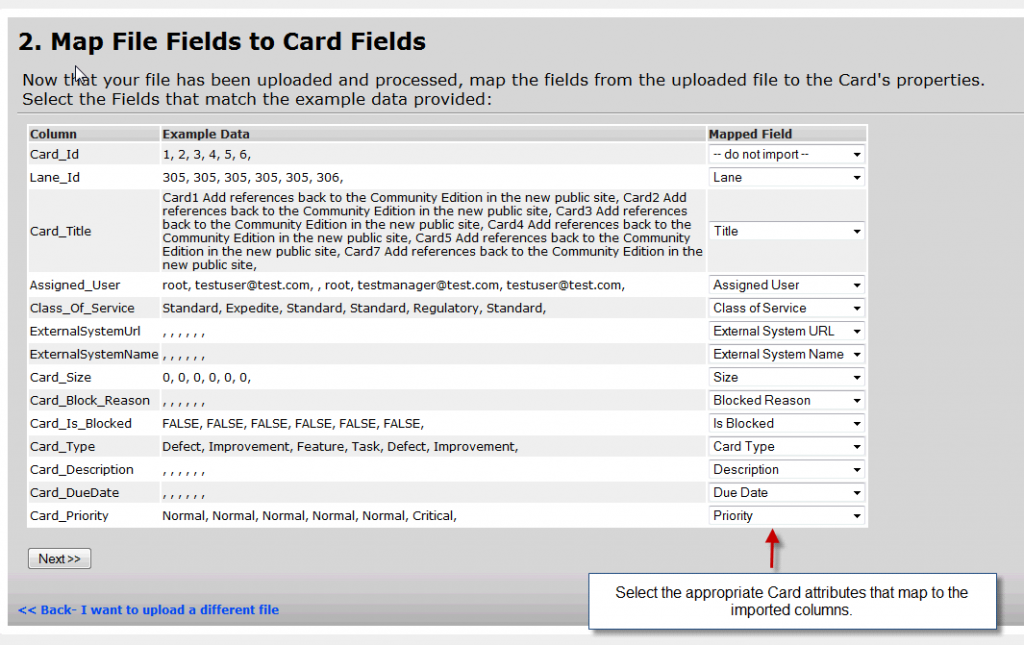 2. Map File Fields to Card Fields
Now that your file has been uploaded and processed, map the fields from the uploaded file to the Card's properties.
Select the Fields that match the example data provided:
Column Example Data Mapped Field
Card_Id 1, 2, 3, 4, 5, 6, -- do not import --
Lane_Id 305, 305, 305, 305, 305, 306, Lane
Card1 Add references back to the Community Edition in the new public site, Card2 Add
references back to the Community Edition in the new public site, Card3 Add references
back to the Community Edition in the new public site, Card4 Add references back to the
Card_Title Community Edition in the new public site, Card5 Add references back to the Community Title
Edition in the new public site, Card7 Add references back to the Community Edition in the
new public site,
Assigned_User root, testuser@test.com, , root, testmanager@test.com, testuser@test.com, Assigned User
Class_Of_Service Standard, Expedite, Standard, Standard, Regulatory, Standard, Class of Service
ExternalSystemUrl , , , , , , External System URL
ExternalSystemName , , , , , , External System Name
Card_Size 0, 0, 0, 0, 0, 0, Size
Card_Block_Reason , , , , , , Blocked Reason
Card_Is_Blocked FALSE, FALSE, FALSE, FALSE, FALSE, FALSE, Is Blocked
Card_Type Defect, Improvement, Feature, Task, Defect, Improvement, Card Type
Card_Description , , , , , , Description
Card_DueDate , , , , , , Due Date
Card_Priority Normal, Normal, Normal, Normal, Normal, Critical, Priority
Next >>
Select the appropriate Card attributes that map to the
imported columns.
<< Back- I want to upload a different file